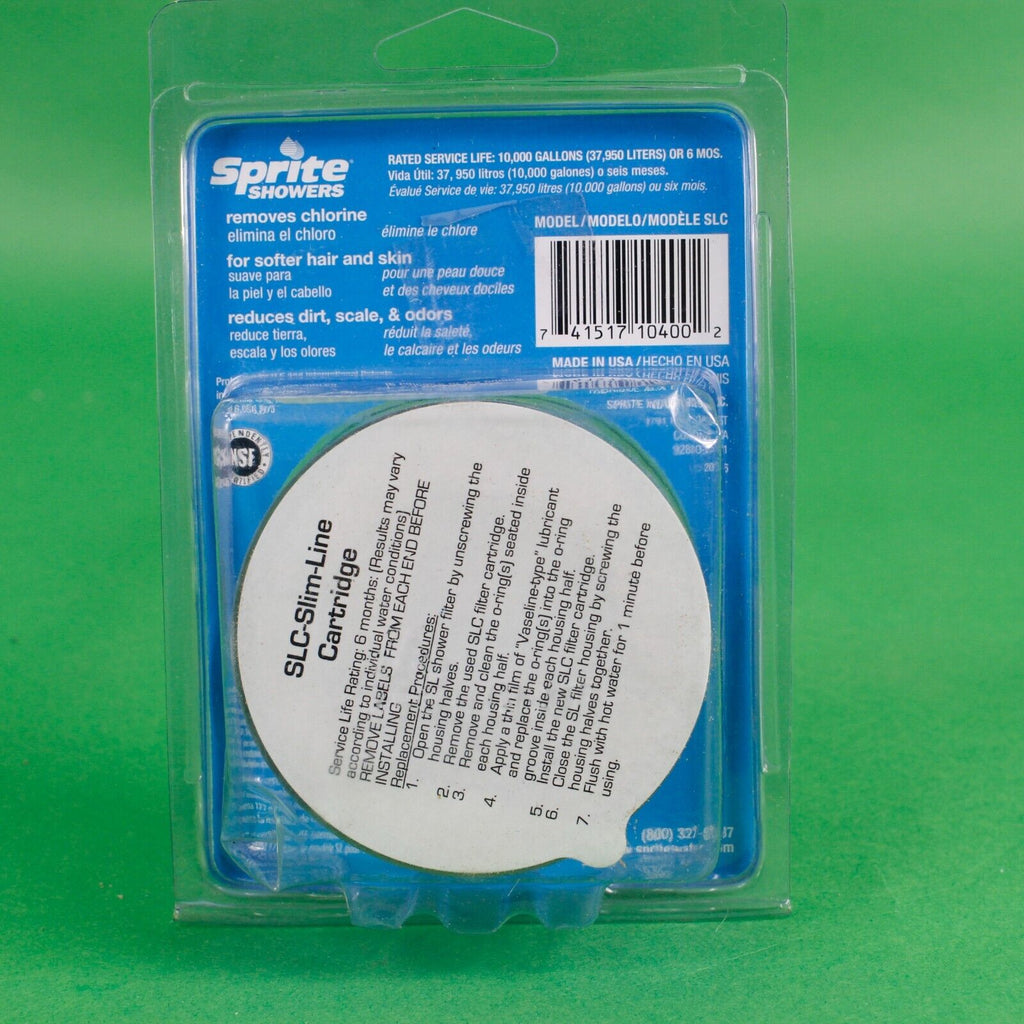 Sprite
SHOWERS
RATED SERVICE LIFE: 10,000 GALLONS (37,950 LITERS) OR 6 MOS.
Vida Útil: 37, 950 litros (10,000 galones) o seis meses.
Évalué Service de vie: 37,950 litres (10,000 gallons) ou six mois.
removes chlorine
elimina el chloro
élimine le chlore
for softer hair and skin
suave para
la piel y el cabello
pour une peau douce
et des cheveux dociles
reduces dirt, scale, & odors
reduce tierra,
escala y los olores
réduit la saleté,
le calcaire et les odeurs
MODEL/MODELO/MODÈLE SLC
7 41517 10400 2
MADE IN USA/HECHO EN USA
NSF
SLC-Slim-Line
Cartridge
Service Life Rating: 6 months: [Results may vary
according to individual water conditions]
REMOVE LABELS FROM EACH END BEFORE
INSTALLING
Replacement Procedures:
1. Open the SL shower filter by unscrewing the
housing halves.
2. Remove the used SLC filter cartridge.
3. Remove and clean the o-ring[s] seated inside
each housing half.
4. Apply a thin film of "Vaseline-type" lubricant
and replace the o-ring[s] into the o-ring
groove inside each housing half.
5. Install the new SLC filter cartridge.
6. Close the SL filter housing by screwing the
housing halves together.
7. Flush with hot water for 1 minute before
using.
(800) 327-